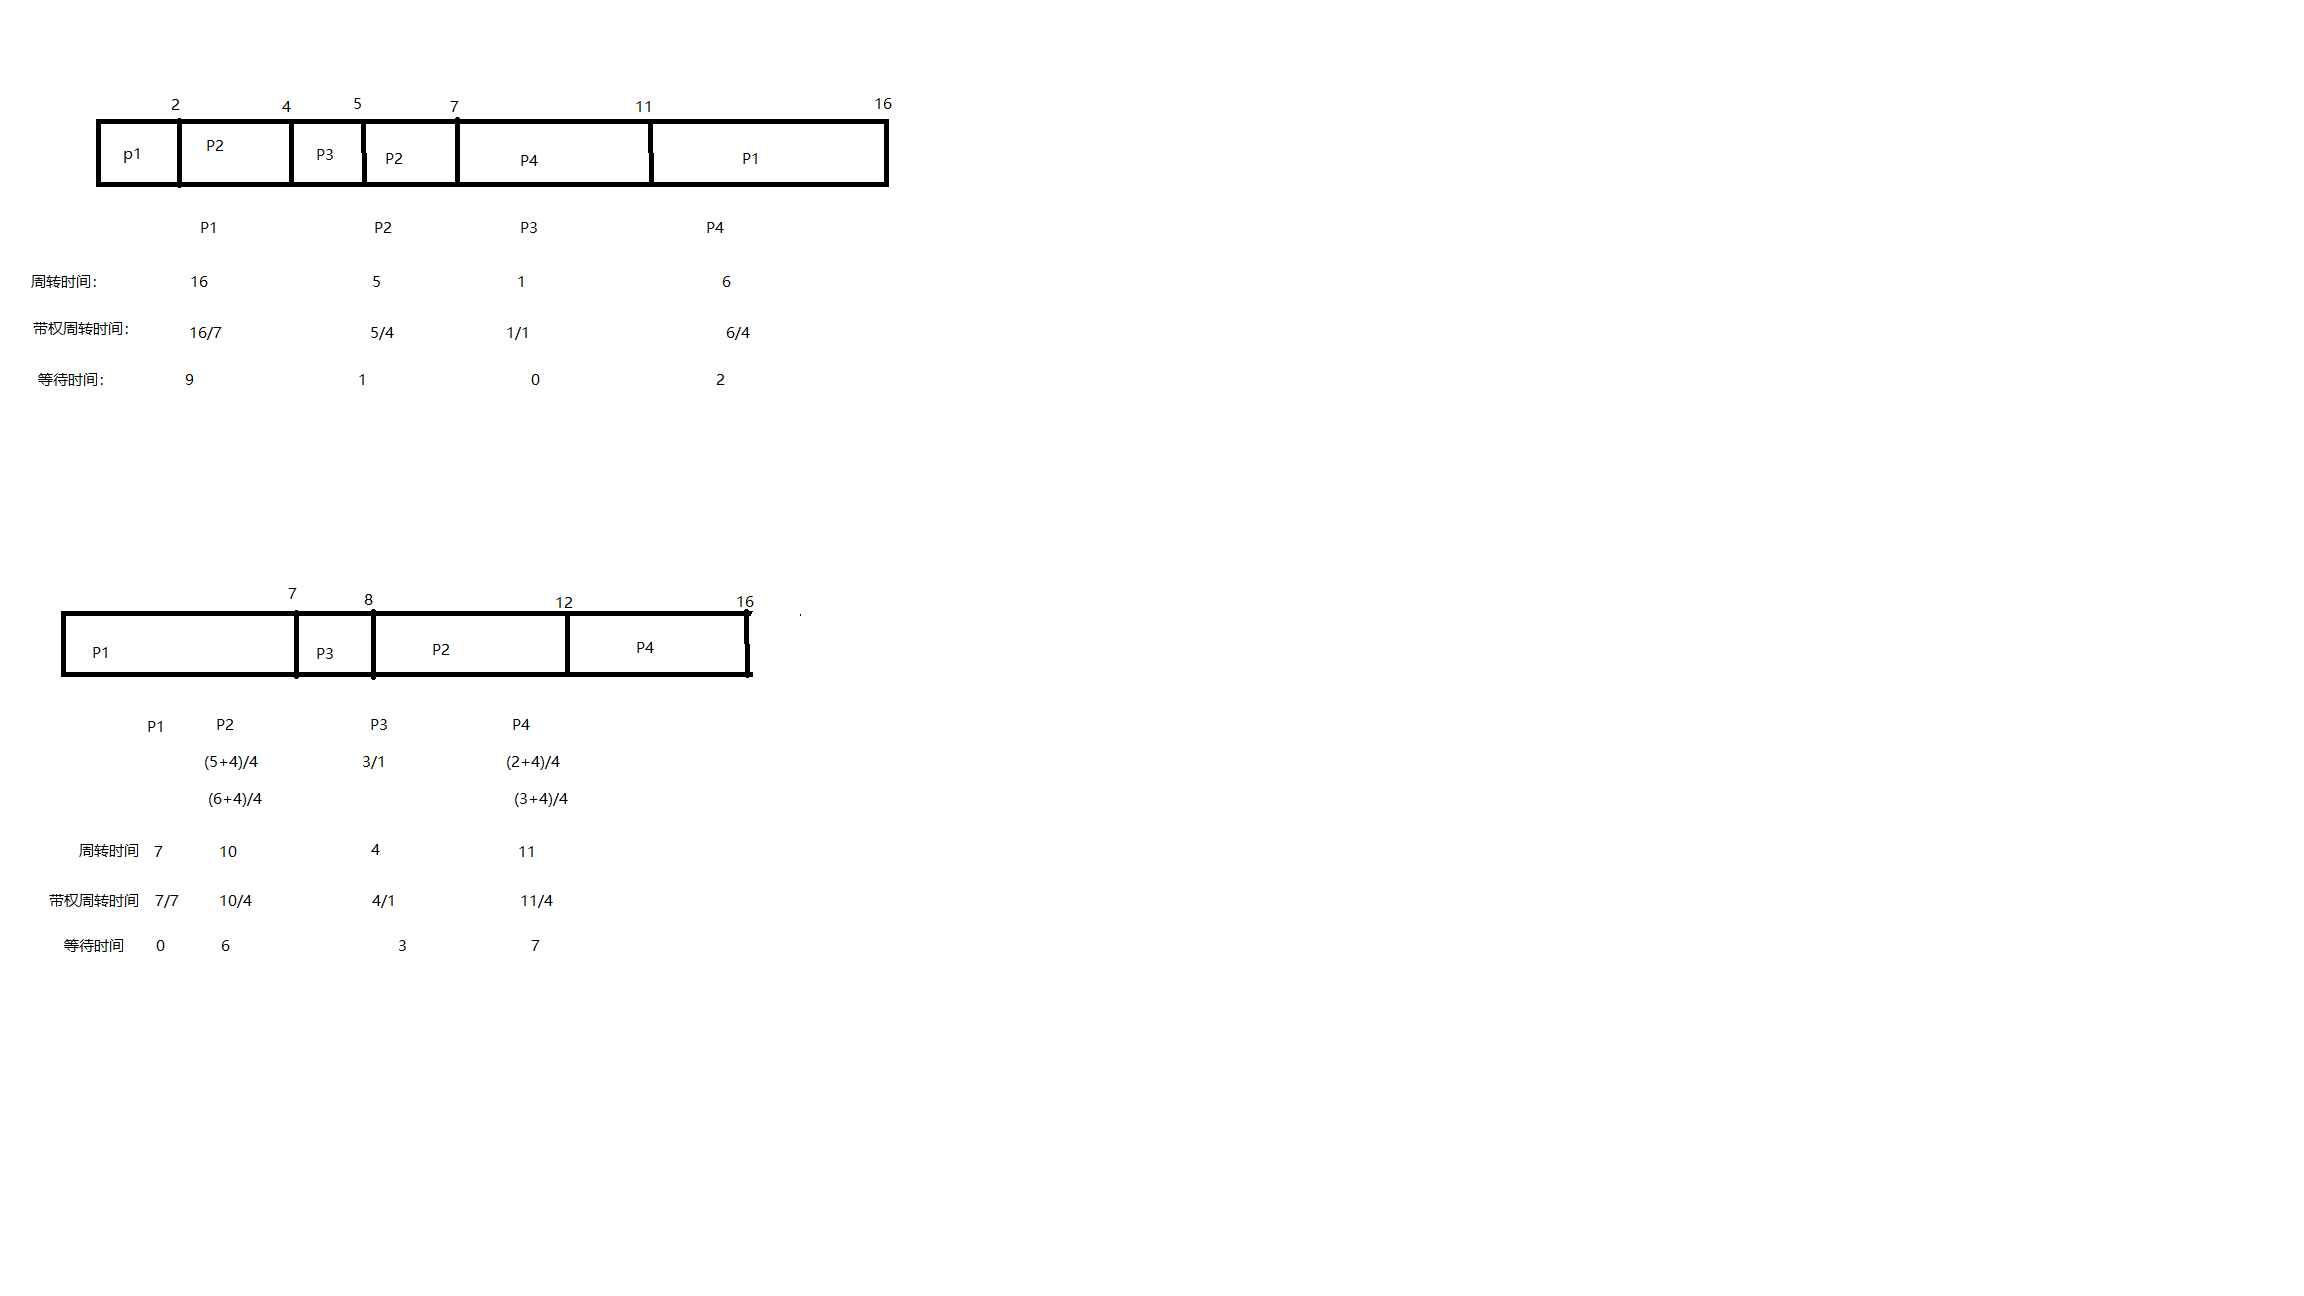 2 4 5 7 11 16
p1 P2 P3 P2 P4 P1
P1 P2 P3 P4
周转时间: 16 5 1 6
带权周转时间: 16/7 5/4 1/1 6/4
等待时间: 9 1 0 2
7 8 12 16
P1 P3 P2 P4
P1 P2 P3 P4
(5+4)/4 3/1 (2+4)/4
(6+4)/4 (3+4)/4
周转时间 7 10 4 11
带权周转时间 7/7 10/4 4/1 11/4
等待时间 0 6 3 7